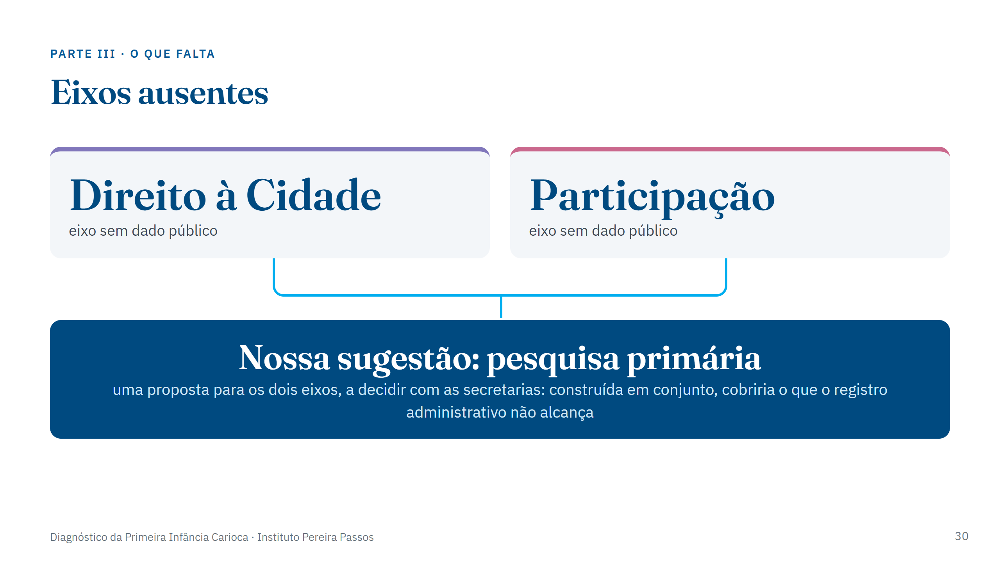 PARTE III · O QUE FALTA
Eixos ausentes
Direito à Cidade
eixo sem dado público
Participação
eixo sem dado público
Nossa sugestão: pesquisa primária
uma proposta para os dois eixos, a decidir com as secretarias: construída em conjunto, cobriria o que o registro
administrativo não alcança
Diagnóstico da Primeira Infância Carioca · Instituto Pereira Passos
30